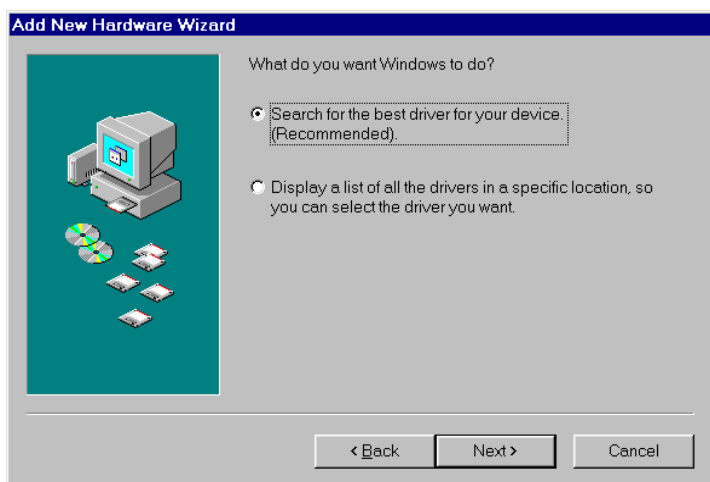 Add New Hardware Wizard
What do you want Windows to do?
Search for the best driver for your device.
(Recommended).
Display a list of all the drivers in a specific location, so
you can select the driver you want.
< Back
Next >
Cancel